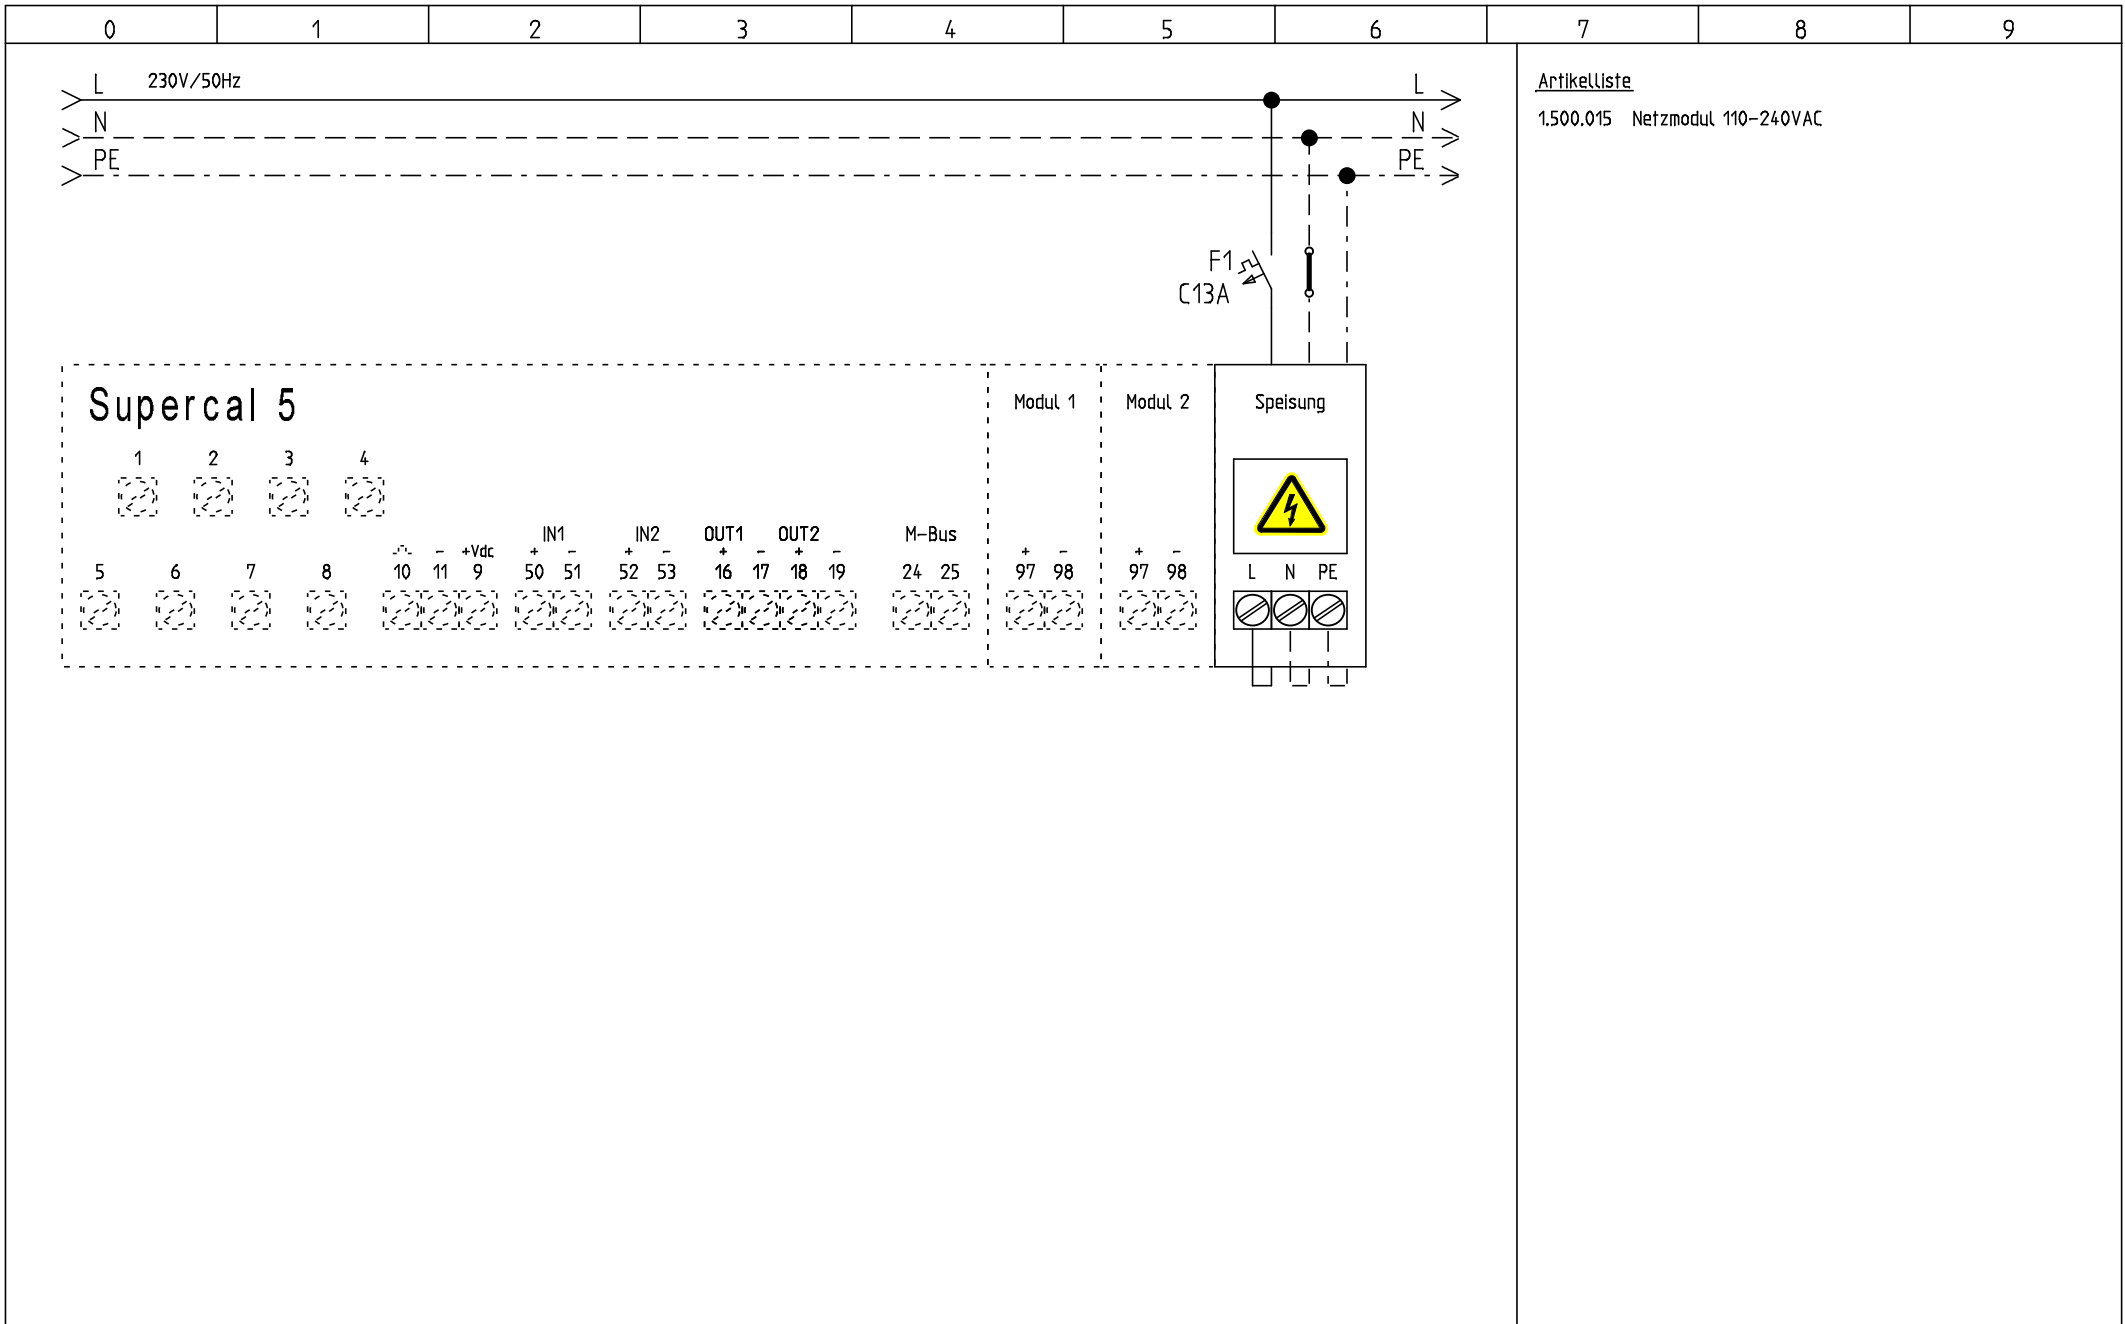 0 1 2 3 4 5 6 7 8 9
L 230V/50Hz L
N N
PE PE
Artikelliste
1.500.015 Netzmodul 110-240VAC
F1
C13A
Supercal 5
Modul 1 Modul 2 Speisung
1 2 3 4
IN1 IN2 OUT1 OUT2 M-Bus
- +Vdc + - + - + - + - + - + -
5 6 7 8 10 11 9 50 51 52 53 16 17 18 19 24 25 97 98 97 98 L N PE